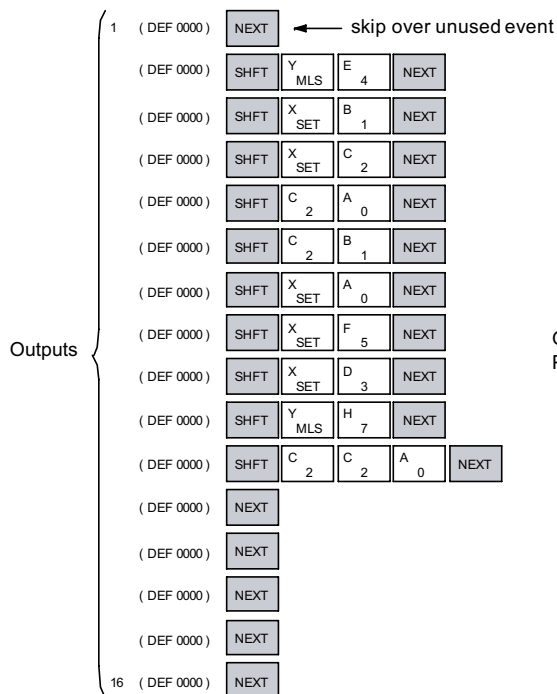 1 ( DEF 0000 ) NEXT skip over unused event
( DEF 0000 ) SHFT Y MLS E 4 NEXT
( DEF 0000 ) SHFT X SET B 1 NEXT
( DEF 0000 ) SHFT X SET C 2 NEXT
( DEF 0000 ) SHFT C 2 A 0 NEXT
( DEF 0000 ) SHFT C 2 B 1 NEXT
( DEF 0000 ) SHFT X SET A 0 NEXT
( DEF 0000 ) SHFT X SET F 5 NEXT
Outputs
( DEF 0000 ) SHFT X SET D 3 NEXT
( DEF 0000 ) SHFT Y MLS H 7 NEXT
( DEF 0000 ) SHFT C 2 C 2 A 0 NEXT
( DEF 0000 ) NEXT
( DEF 0000 ) NEXT
( DEF 0000 ) NEXT
( DEF 0000 ) NEXT
16 ( DEF 0000 ) NEXT